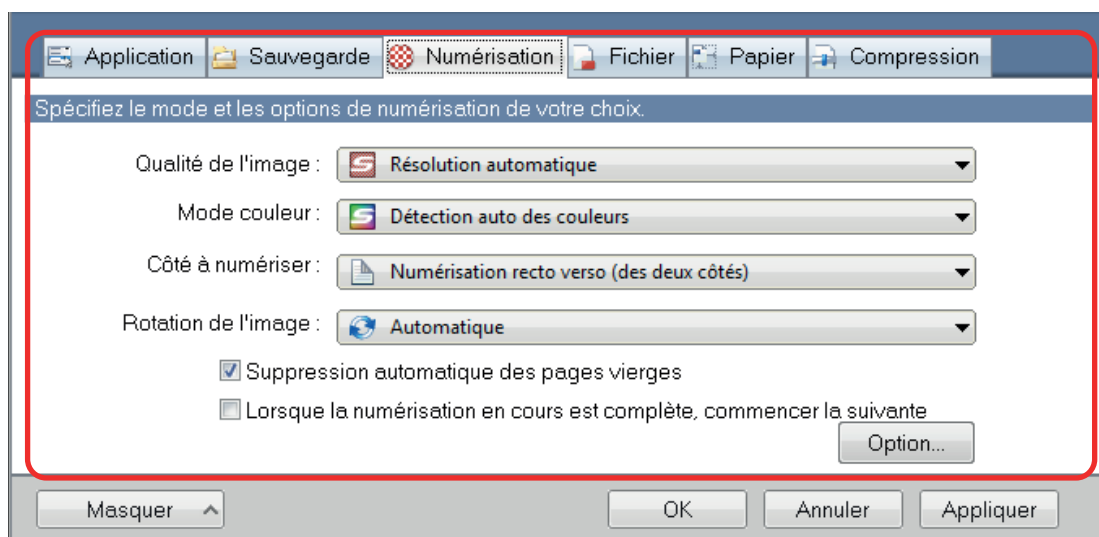 Application Sauvegarde Numérisation Fichier Papier Compression
Spécifiez le mode et les options de numérisation de votre choix.
Qualité de l'image : Résolution automatique
Mode couleur : Détection auto des couleurs
Côté à numériser : Numérisation recto verso (des deux côtés)
Rotation de l'image : Automatique
Suppression automatique des pages vierges
Lorsque la numérisation en cours est complète, commencer la suivante
Option...
Masquer OK Annuler Appliquer